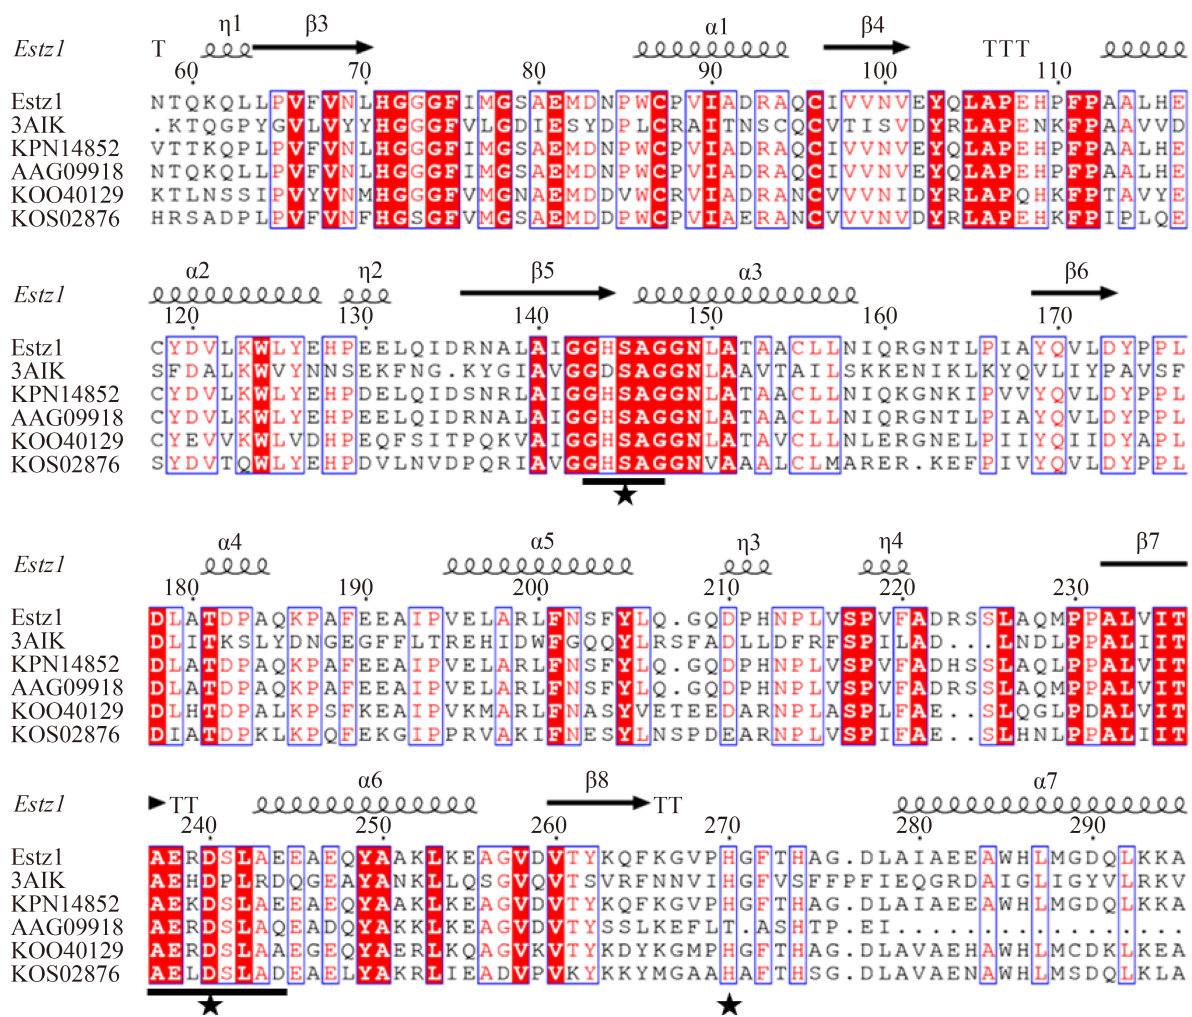 Estz1 T η1 β3 α1 β4 TTT
60 70 80 90 100 110
Estz1 NTQKQLLPVFVNLHGGGFIMGSAEMDNPWCPVIADRAQCIVVNVEYQLAPEHPFPAALHE
3AIK .KTQGPYGVLVYYHGGGFVLGDIESYDPLCRAITNSCQCVTISVDYRLAPENKFPAAVVD
KPN14852 VTTKQPLPVFVNLHGGGFIMGSAEMDNPWCPVIADRAQCIVVNVEYQLAPEHPFPAALHE
AAG09918 NTQKQLLPVFVNLHGGGFIMGSAEMDNPWCPVIADRAQCIVVNVEYQLAPEHPFPAALHE
KOO40129 KTLNSSIPVYVNMHGGGFVMGNAEMDDVWCRVIADRANCVVVNIDYRLAPQHKFPTAVYE
KOS02876 HRSADPLPVFVNFHGSGFVMGSAEMDDPWCPVIAERANCVVVNVDYRLAPEHKFPIPLQE
Estz1 α2 η2 β5 α3 β6
120 130 140 150 160 170
Estz1 CYDVLKWLYEHPEELQIDRNALAIGGHSAGGNLATAACLLNIQRGNTLPIAYQVLDYPPL
3AIK SFDALKWVYNNSEKFNG.KYGIAVGGDSAGGNLAAVTAILSKKENIKLKYQVLIYPAVSF
KPN14852 CYDVLKWLYEHPDELQIDSNRLAIGGHSAGGNLATAACLLNIQKGNKIPVVYQVLDYPPL
AAG09918 CYDVLKWLYEHPEELQIDRNALAIGGHSAGGNLATAACLLNIQRGNTLPIAYQVLDYPPL
KOO40129 CYEVVKWLVDHPEQFSITPQKVAIGGHSAGGNLATAVCLLNLERGNELPIIYQIIDYAPL
KOS02876 SYDVTQWLYEHPDVLNVDPQRIAVGGHSAGGNVAAALCLMARER.KEFPIVYQVLDYPPL
Estz1 α4 α5 η3 η4 β7
180 190 200 210 220 230
Estz1 DLATDPAQKPAFEEAIPVELARLFNSFYLQ.GQDPHNPLVSPVFADRSSLAQMPPALVIT
3AIK DLITKSLYDNGEGFFLTREHIDWFGQQYLRSFADLLDFRFSPILAD...LNDLPPALIIT
KPN14852 DLATDPAQKPAFEEAIPVELARLFNSFYLQ.GQDPHNPLVSPVFADHSSLAQLPPALVIT
AAG09918 DLATDPAQKPAFEEAIPVELARLFNSFYLQ.GQDPHNPLVSPVFADRSSLAQMPPALVIT
KOO40129 DLHTDPALKPSFKEAIPVKMARLFNASYVETEEDARNPLASPLFAE..SLQGLPDALVIT
KOS02876 DIATDPKLKPQFEKGIPPRVAKIFNESYLNSPDEARNPLVSPIFAE..SLHNLPPALIIT
Estz1 TT α6 β8 TT α7
240 250 260 270 280 290
Estz1 AERDSLAEEAEQYAAKLKEAGVDVTYKQFKGVPHGFTHAG.DLAIAEEAWHLMGDQLKKA
3AIK AEHDPLRDQGEAYANKLLQSGVQVTSVRFNNVIHGFVSFFPFIEQGRDAIGLIGYVLRKV
KPN14852 AEKDSLAEEAEQYAAKLKEAGVDVTYKQFKGVPHGFTHAG.DLAIAEEAWHLMGDQLKKA
AAG09918 AERDSLAQEADQYAKKLKEAGVDVTYSSLKEFLT.ASHTP.EI.................
KOO40129 AERDSLAAEGEQYAERLKQAGVKVTYKDYKGMPHGFTHAG.DLAVAEHAWHLMCDKLKEA
KOS02876 AELDSLADEAELYAKRLIEADVPVKYKKYMGAAHAFTHSG.DLAVAENAWHLMSDQLKLA